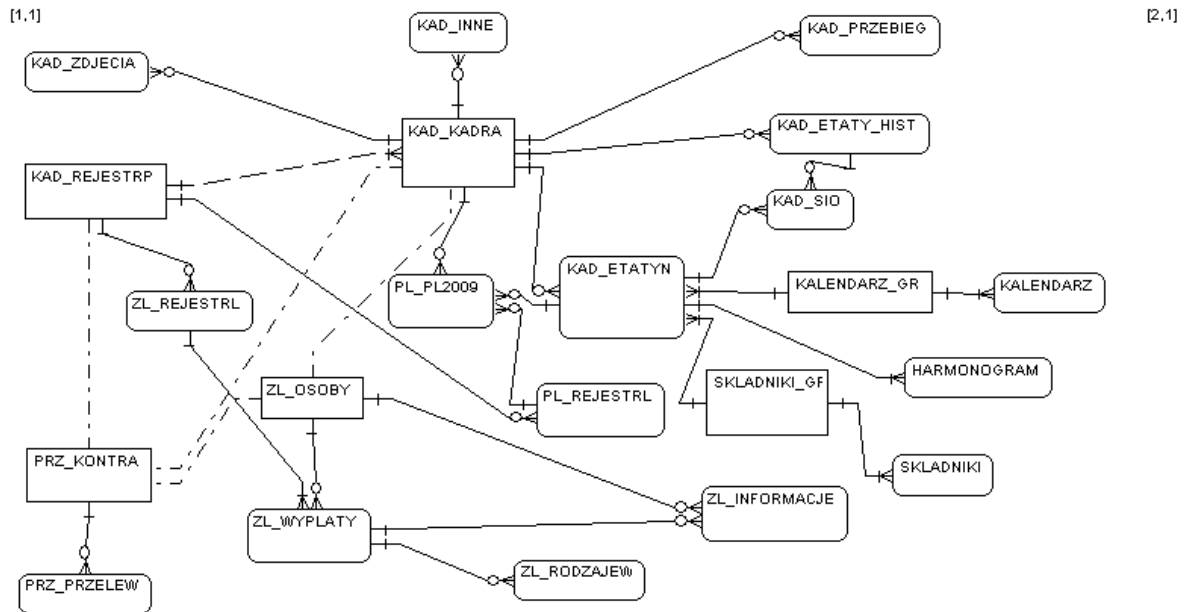 [1,1]
[2,1]
KAD_INNE
KAD_PRZEBIEG
KAD_ZDJECIA
KAD_KADRA
KAD_ETATY_HIST
KAD_REJESTRP
KAD_SIO
KAD_ETATYN
PL_PL2009
KALENDARZ_GR
KALENDARZ
ZL_REJESTRL
HARMONOGRAM
ZL_OSOBY
PL_REJESTRL
SKLADNIKI_GF
PRZ_KONTRA
SKLADNIKI
ZL_INFORMACJE
ZL_WYPLATY
ZL_RODZAJEW
PRZ_PRZELEW